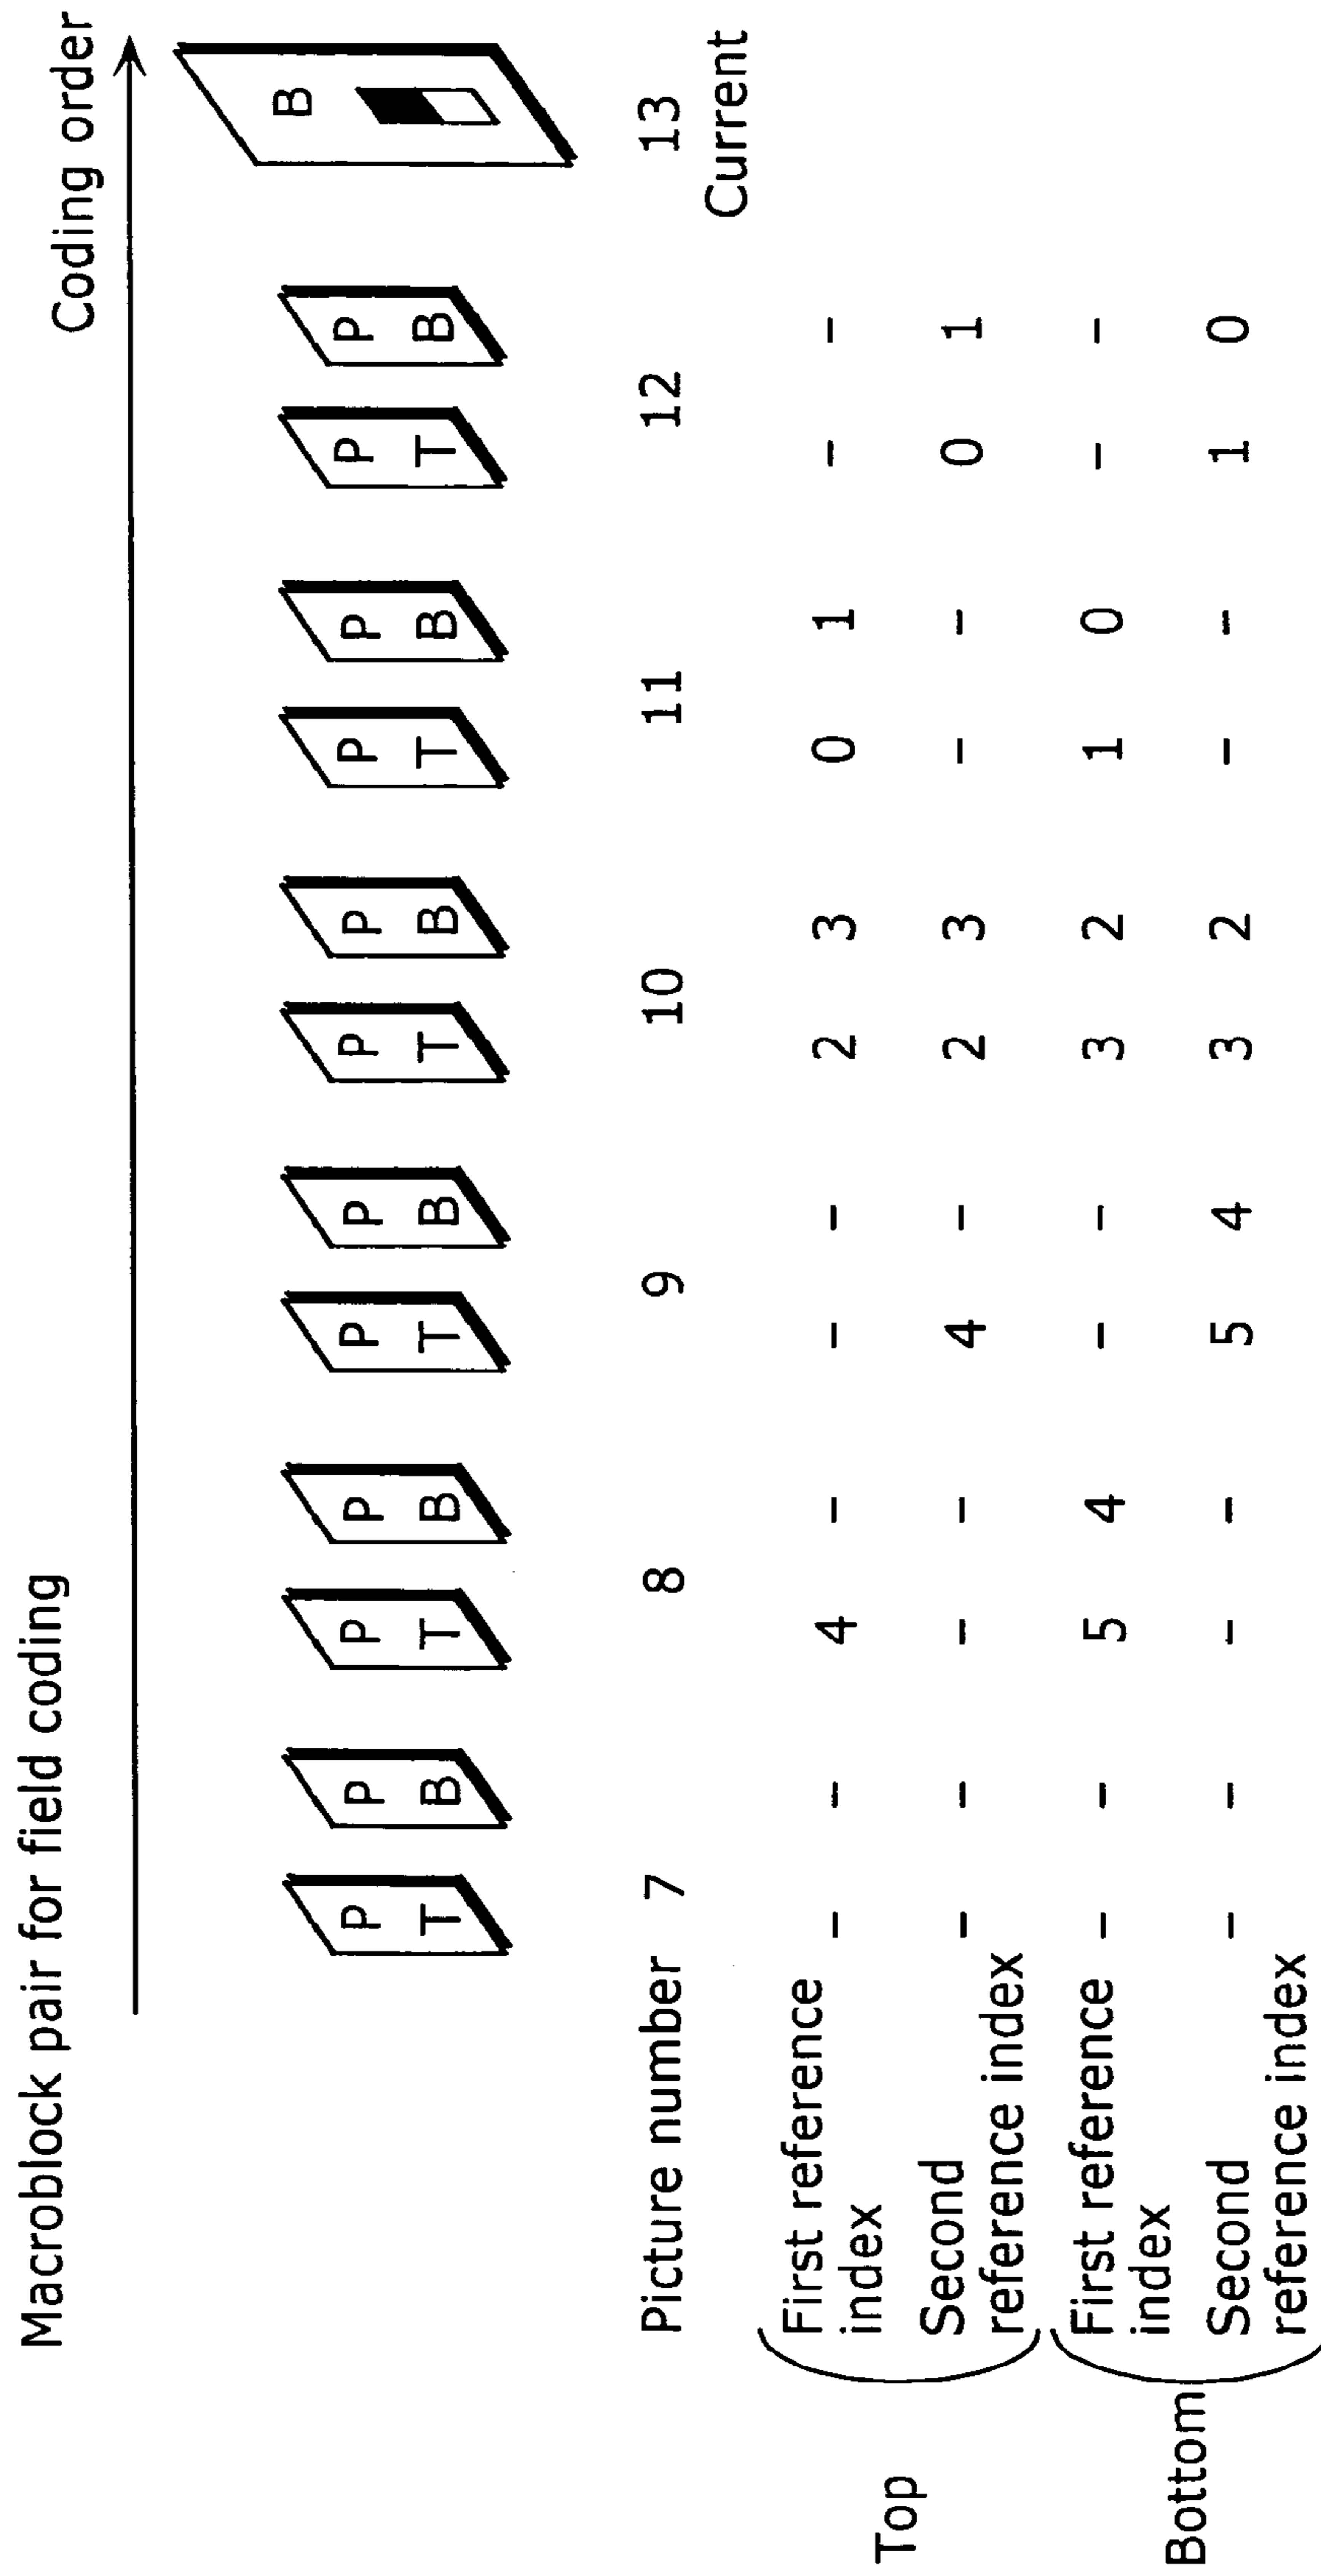 Macroblock pair for field coding
Coding order
P T P B P T P B P T P B P T P B P T P B P T P B B
Picture number 7 8 9 10 11 12 13
Current
Top
First reference index - - 4 - - - 2 3 0 1 - -
Second reference index - - - - 4 - 2 3 - - 0 1
Bottom
First reference index - - 5 4 - - 3 2 1 0 - -
Second reference index - - - - 5 4 3 2 - - 1 0